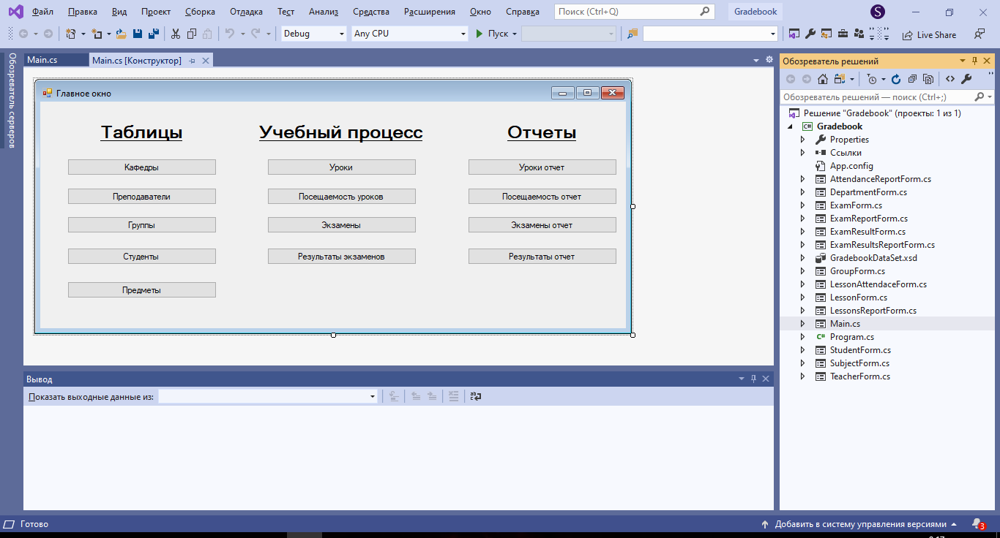 Файл Правка Вид Проект Сборка Отладка Тест Анализ Средства Расширения Окно Справка Поиск (Ctrl+Q) Gradebook S
Debug Any CPU Пуск Live Share
Обозреватель серверов
Main.cs Main.cs [Конструктор]
Главное окно
Таблицы Учебный процесс Отчеты
Кафедры Уроки Уроки отчет
Преподаватели Посещаемость уроков Посещаемость отчет
Группы Экзамены Экзамены отчет
Студенты Результаты экзаменов Результаты отчет
Предметы
Вывод
Показать выходные данные из:
Обозреватель решений
Обозреватель решений — поиск (Ctrl+;)
Решение "Gradebook" (проекты: 1 из 1)
C# Gradebook
Properties
Ссылки
App.config
AttendanceReportForm.cs
DepartmentForm.cs
ExamForm.cs
ExamReportForm.cs
ExamResultForm.cs
ExamResultsReportForm.cs
GradebookDataSet.xsd
GroupForm.cs
LessonAttendaceForm.cs
LessonForm.cs
LessonsReportForm.cs
Main.cs
C# Program.cs
StudentForm.cs
SubjectForm.cs
TeacherForm.cs
Готово Добавить в систему управления версиями 3